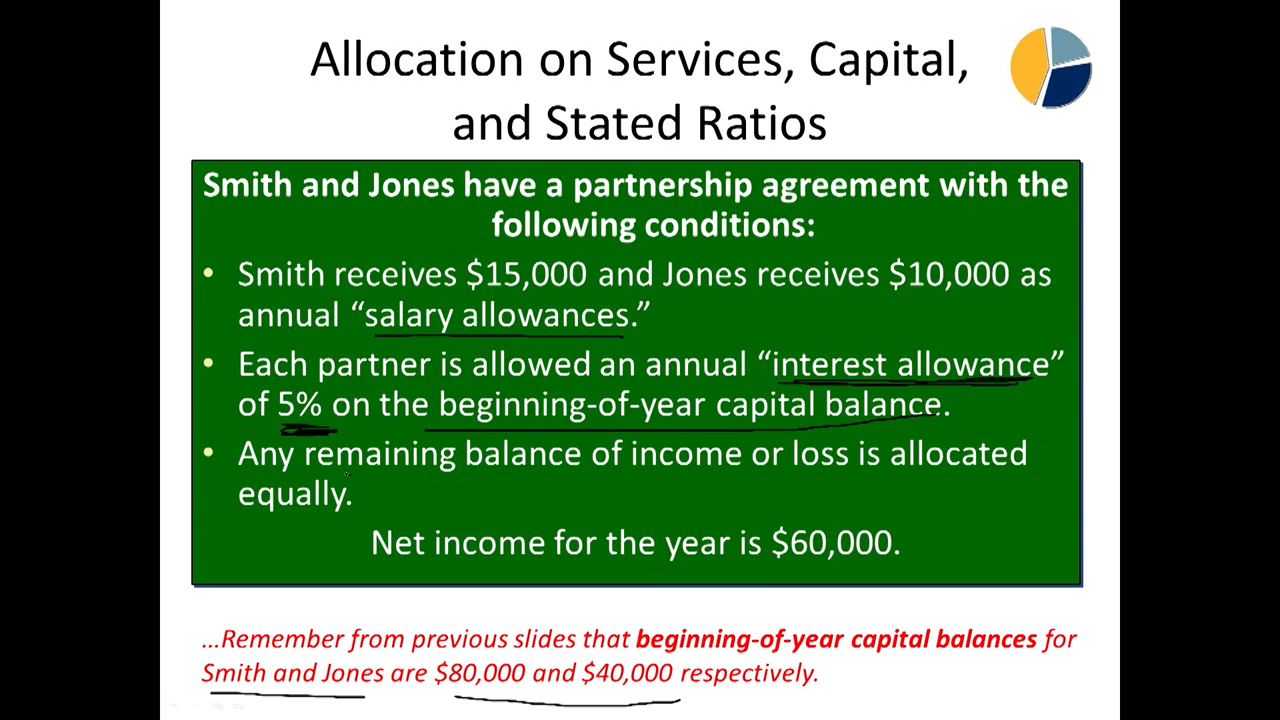 Allocation on Services, Capital,
and Stated Ratios
Smith and Jones have a partnership agreement with the
following conditions:
• Smith receives $15,000 and Jones receives $10,000 as
annual “salary allowances.”
• Each partner is allowed an annual “interest allowance”
of 5% on the beginning-of-year capital balance.
• Any remaining balance of income or loss is allocated
equally.
Net income for the year is $60,000.
…Remember from previous slides that beginning-of-year capital balances for
Smith and Jones are $80,000 and $40,000 respectively.